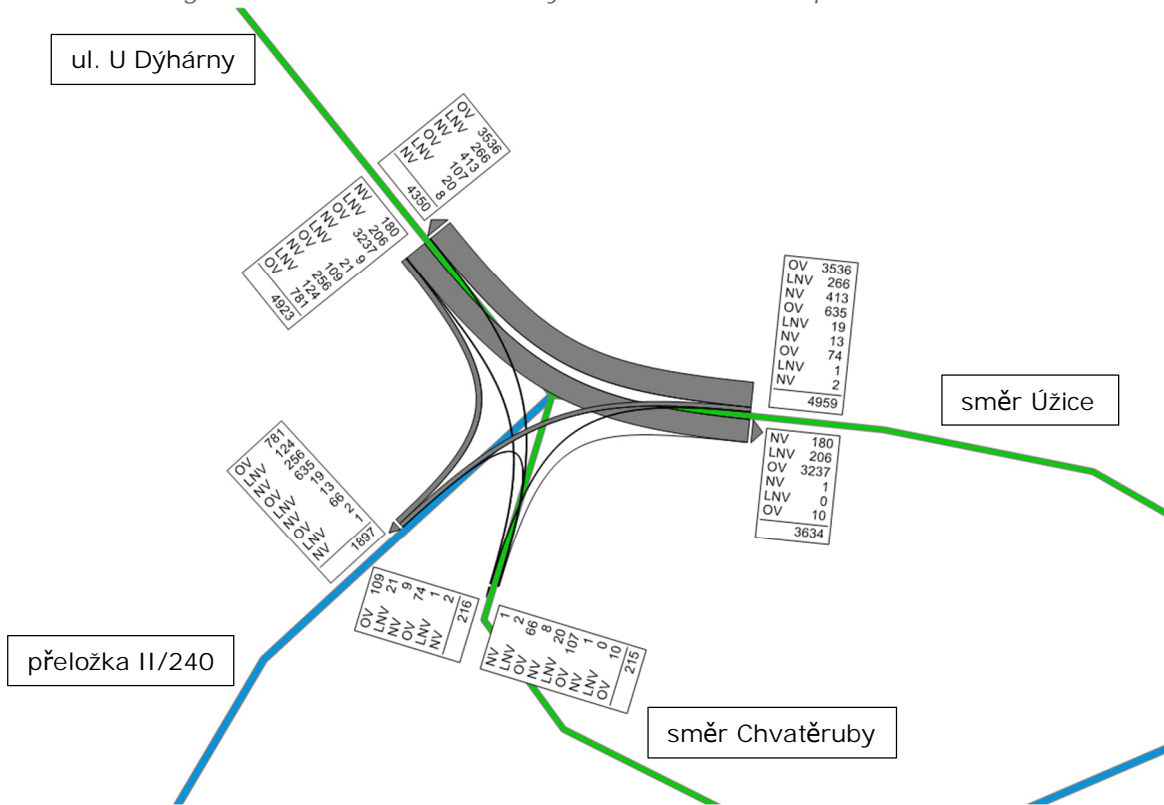 ul. U Dýhárny
OV 3536
LNV 266
NV 413
OV 107
LNV 20
NV 8
4350
NV 180
LNV 206
OV 3237
NV 9
LNV 21
OV 109
NV 256
LNV 124
OV 781
4923
OV 3536
LNV 266
NV 413
OV 635
LNV 19
NV 13
OV 74
LNV 1
NV 2
4959
směr Úžice
NV 180
LNV 206
OV 3237
NV 1
LNV 0
OV 10
3634
OV 781
LNV 124
NV 256
OV 635
LNV 19
NV 13
OV 66
LNV 2
NV 1
1897
OV 109
LNV 21
NV 9
OV 74
LNV 1
NV 2
216
NV 1
LNV 2
OV 66
NV 8
LNV 20
OV 107
NV 1
LNV 0
OV 10
215
přeložka II/240
směr Chvatěruby